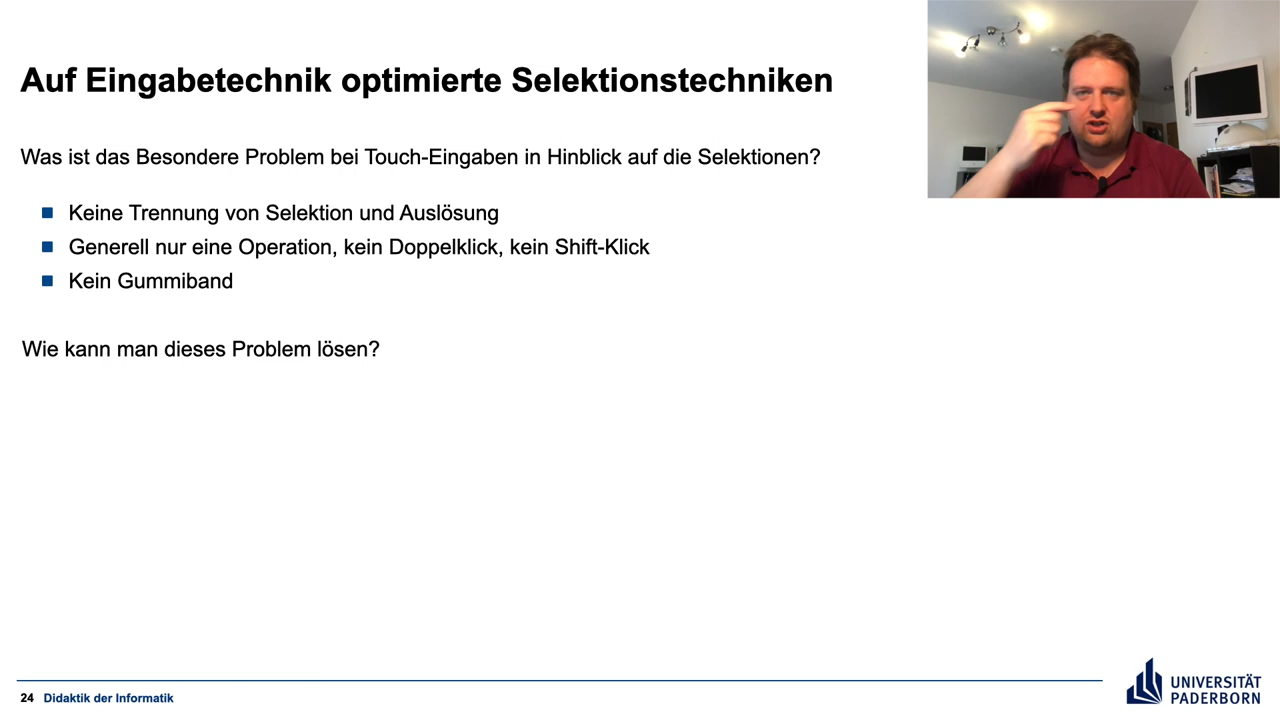 Auf Eingabetechnik optimierte Selektionstechniken
Was ist das Besondere Problem bei Touch-Eingaben in Hinblick auf die Selektionen?
Keine Trennung von Selektion und Auslösung
Generell nur eine Operation, kein Doppelklick, kein Shift-Klick
Kein Gummiband
Wie kann man dieses Problem lösen?
24 Didaktik der Informatik
UNIVERSITÄT
PADERBORN